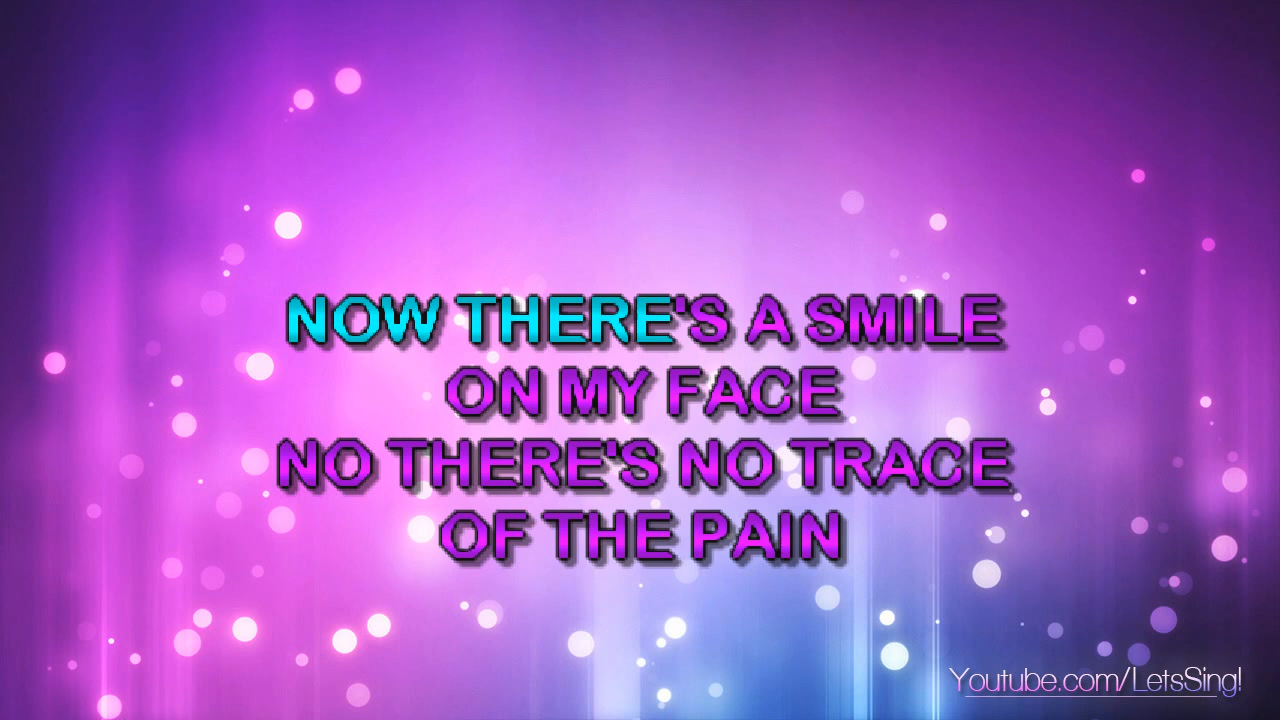 NOW THERE'S A SMILE
ON MY FACE
NO THERE'S NO TRACE
OF THE PAIN
Youtube.com/LetsSing!